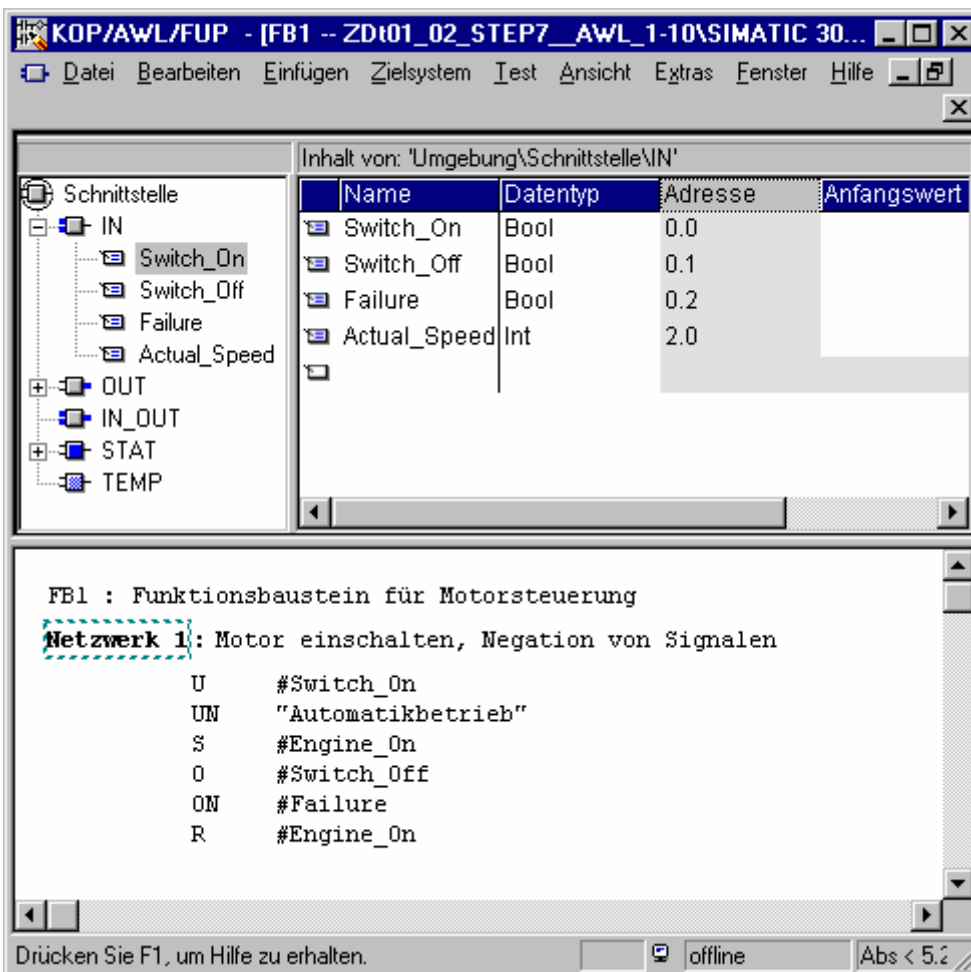 KOP/AWL/FUP - [FB1 -- ZDt01_02_STEP7__AWL_1-10\SIMATIC 30...
Datei Bearbeiten Einfügen Zielsystem Test Ansicht Extras Fenster Hilfe
Inhalt von: 'Umgebung\Schnittstelle\IN'
Schnittstelle
IN
Switch_On
Switch_Off
Failure
Actual_Speed
OUT
IN_OUT
STAT
TEMP
Name Datentyp Adresse Anfangswert
Switch_On Bool 0.0
Switch_Off Bool 0.1
Failure Bool 0.2
Actual_Speed Int 2.0
FB1 : Funktionsbaustein für Motorsteuerung
Netzwerk 1: Motor einschalten, Negation von Signalen
U #Switch_On
UN "Automatikbetrieb"
S #Engine_On
O #Switch_Off
ON #Failure
R #Engine_On
Drücken Sie F1, um Hilfe zu erhalten. offline Abs < 5.2